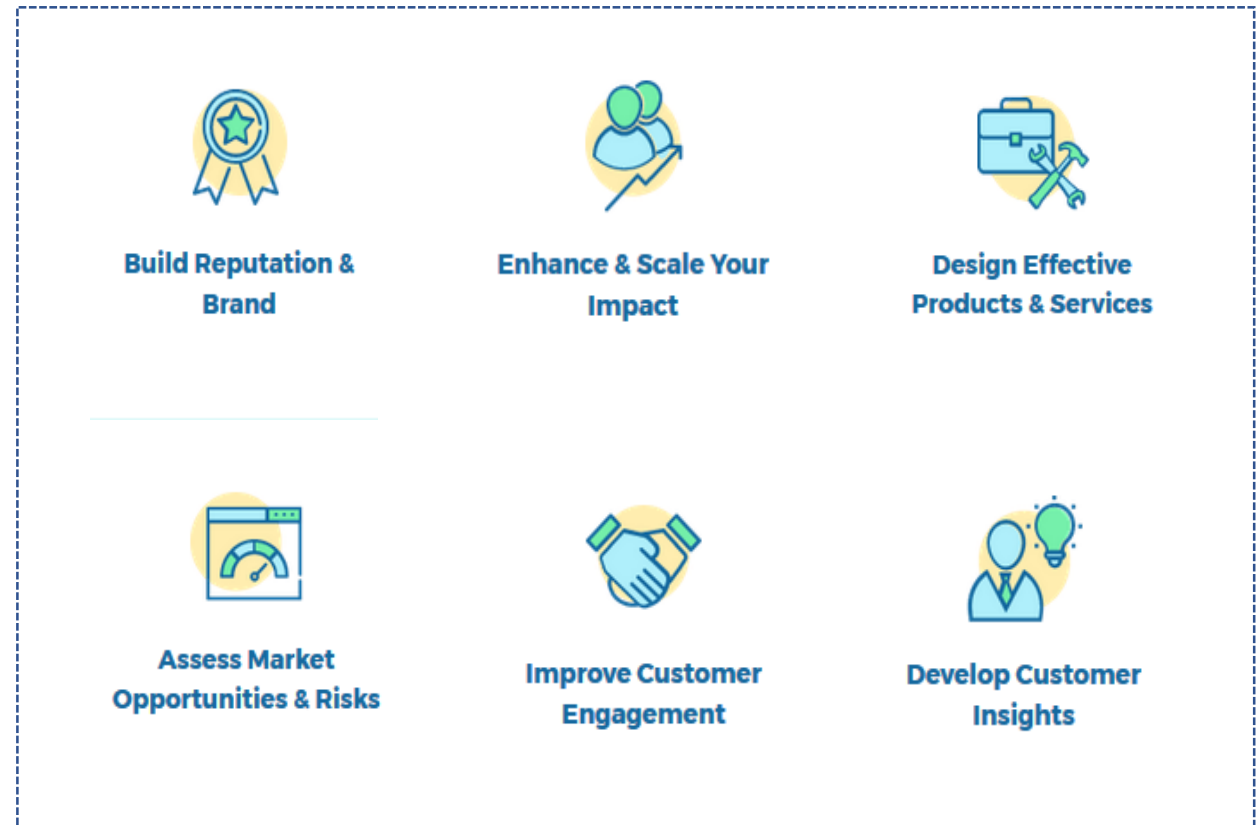 Build Reputation &
Brand
Enhance & Scale Your
Impact
Design Effective
Products & Services
Assess Market
Opportunities & Risks
Improve Customer
Engagement
Develop Customer
Insights